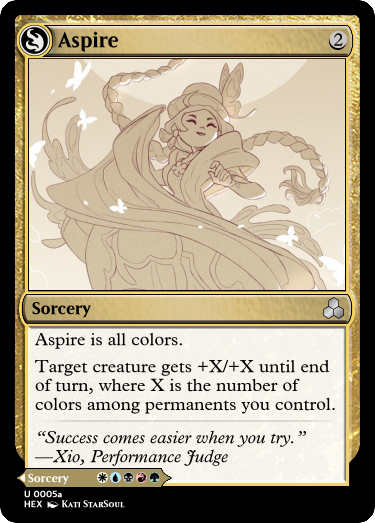 Aspire 2
Sorcery
Aspire is all colors.
Target creature gets +X/+X until end
of turn, where X is the number of
colors among permanents you control.
“Success comes easier when you try.”
—Xio, Performance Judge
Sorcery
U 0005a
HEX Kati StarSoul